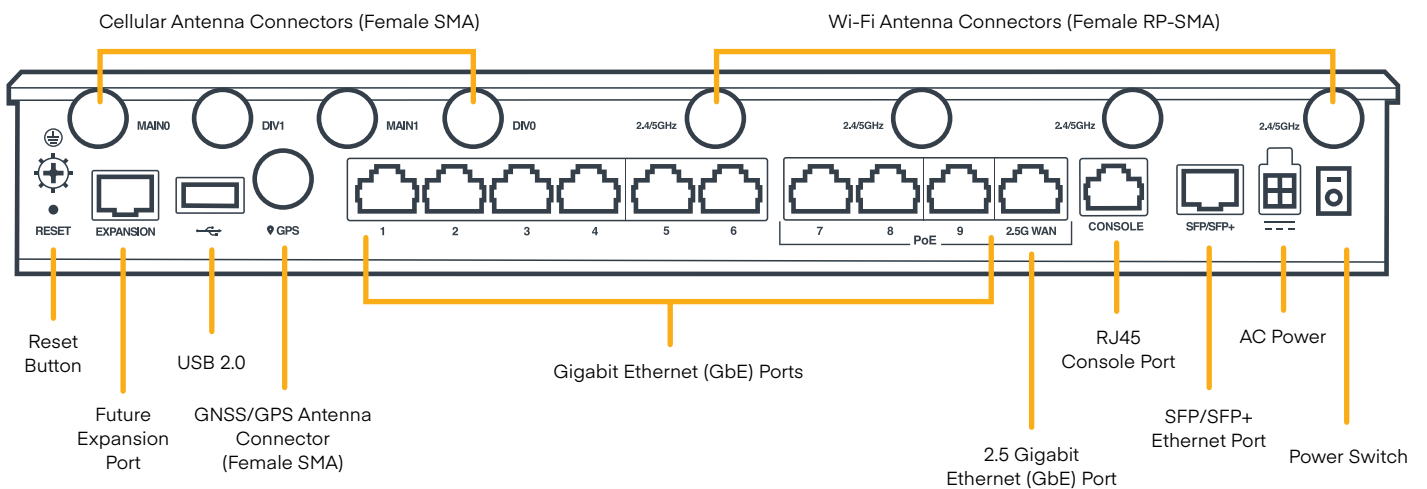 Cellular Antenna Connectors (Female SMA)
Wi-Fi Antenna Connectors (Female RP-SMA)
MAIN0
DIV1
MAIN1
DIV0
2.4/5GHz
2.4/5GHz
2.4/5GHz
2.4/5GHz
RESET
EXPANSION
GPS
1
2
3
4
5
6
7
8
9
2.5G WAN
PoE
CONSOLE
SFP/SFP+
Reset
Button
Future
Expansion
Port
USB 2.0
GNSS/GPS Antenna
Connector
(Female SMA)
Gigabit Ethernet (GbE) Ports
2.5 Gigabit
Ethernet (GbE) Port
RJ45
Console Port
SFP/SFP+
Ethernet Port
AC Power
Power Switch